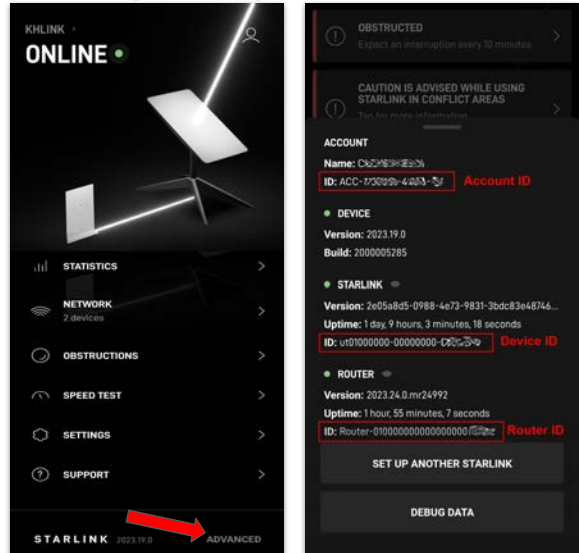 KHLINK
ONLINE
STATISTICS
NETWORK
2 devices
OBSTRUCTIONS
SPEED TEST
SETTINGS
SUPPORT
STARLINK 2023.19.0 ADVANCED
OBSTRUCTED
Expect an interruption every 10 minutes
CAUTION IS ADVISED WHILE USING
STARLINK IN CONFLICT AREAS
Tap for more information
ACCOUNT
Name:
ID: ACC- Account ID
DEVICE
Version: 2023.19.0
Build: 2000005285
STARLINK
Version: 2e05a8d5-0988-4e73-9831-3bdc83e48746...
Uptime: 1 day, 9 hours, 3 minutes, 18 seconds
ID: ut01000000-00000000- Device ID
ROUTER
Version: 2023.24.0.mr24992
Uptime: 1 hour, 55 minutes, 7 seconds
ID: Router-010000000000000000 Router ID
SET UP ANOTHER STARLINK
DEBUG DATA